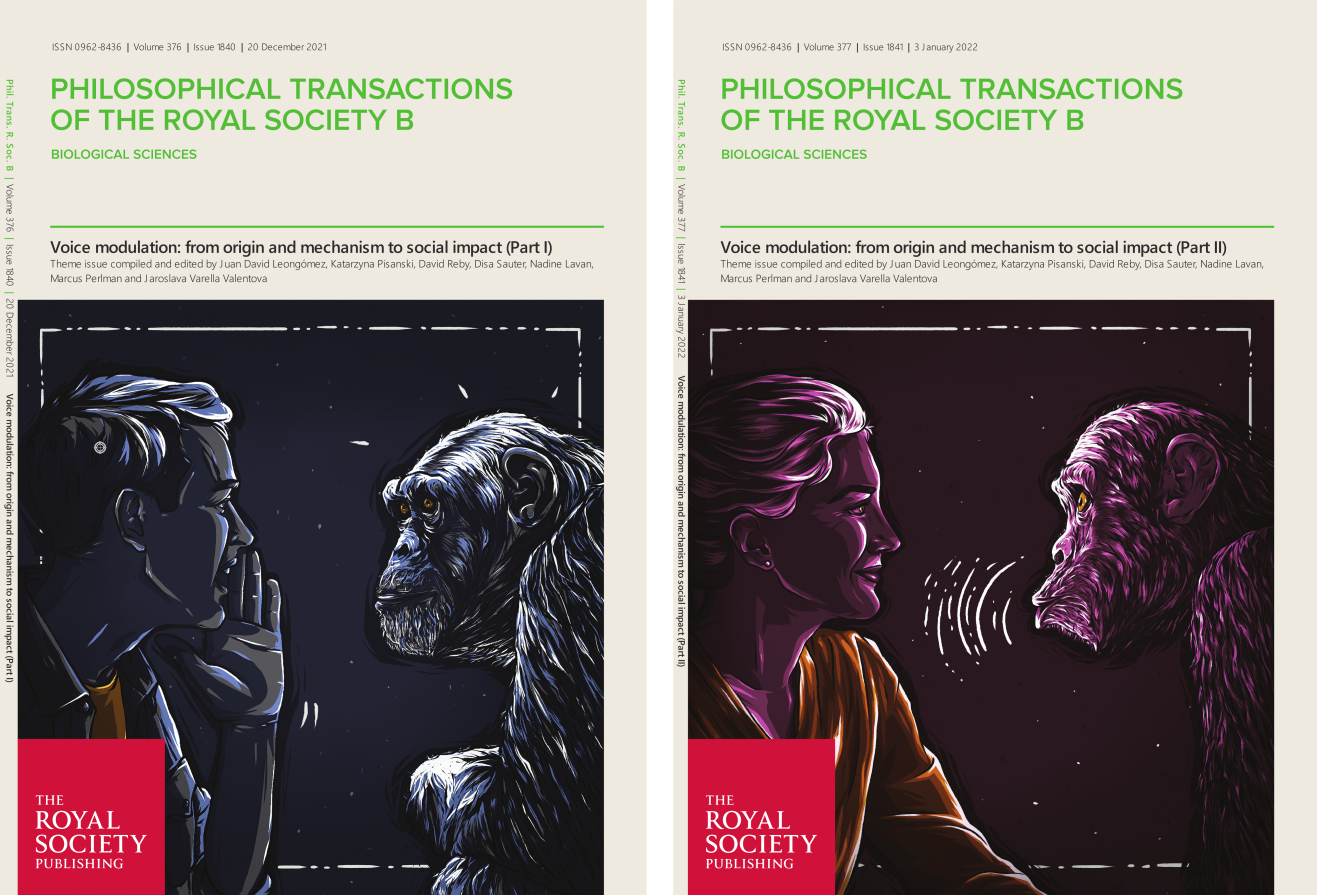 ISSN 0962-8436 | Volume 376 | Issue 1840 | 20 December 2021
PHILOSOPHICAL TRANSACTIONS
OF THE ROYAL SOCIETY B
BIOLOGICAL SCIENCES
Phil. Trans. R. Soc. B | Volume 376 | Issue 1840 | 20 December 2021 Voice modulation: from origin and mechanism to social impact (Part I)
Voice modulation: from origin and mechanism to social impact (Part I)
Theme issue compiled and edited by Juan David Leongómez, Katarzyna Pisanski, David Reby, Disa Sauter, Nadine Lavan,
Marcus Perlman and Jaroslava Varella Valentova
THE
ROYAL
SOCIETY
PUBLISHING
ISSN 0962-8436 | Volume 377 | Issue 1841 | 3 January 2022
PHILOSOPHICAL TRANSACTIONS
OF THE ROYAL SOCIETY B
BIOLOGICAL SCIENCES
Phil. Trans. R. Soc. B | Volume 377 | Issue 1841 | 3 January 2022 Voice modulation: from origin and mechanism to social impact (Part II)
Voice modulation: from origin and mechanism to social impact (Part II)
Theme issue compiled and edited by Juan David Leongómez, Katarzyna Pisanski, David Reby, Disa Sauter, Nadine Lavan,
Marcus Perlman and Jaroslava Varella Valentova
THE
ROYAL
SOCIETY
PUBLISHING